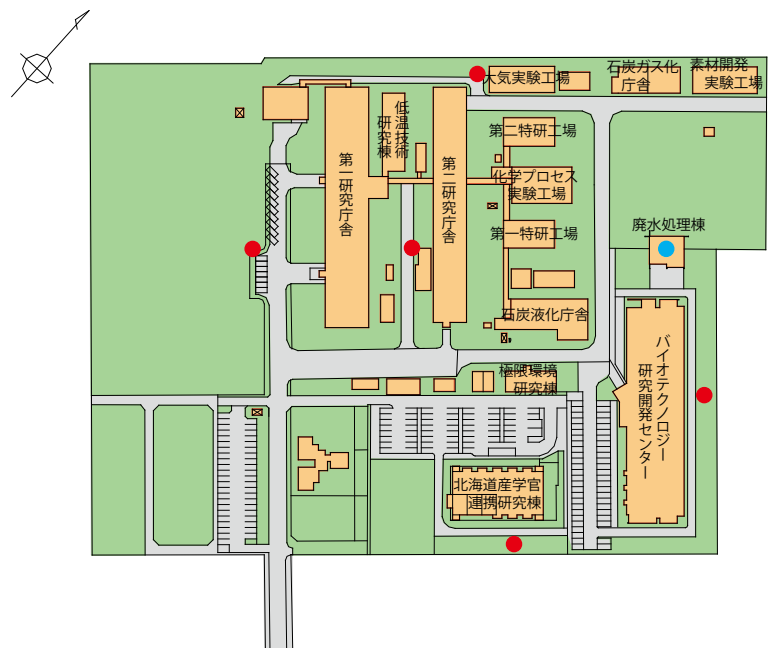 大気実験工場
石炭ガス化
庁舎
素材開発
実験工場
低温技術
研究棟
第二特研工場
第一研究庁舎
第二研究庁舎
化学プロセス
実験工場
第一特研工場
廃水処理棟
石炭液化庁舎
極限環境
研究棟
バイオテクノロジー
研究開発センター
北海道産学官
連携研究棟